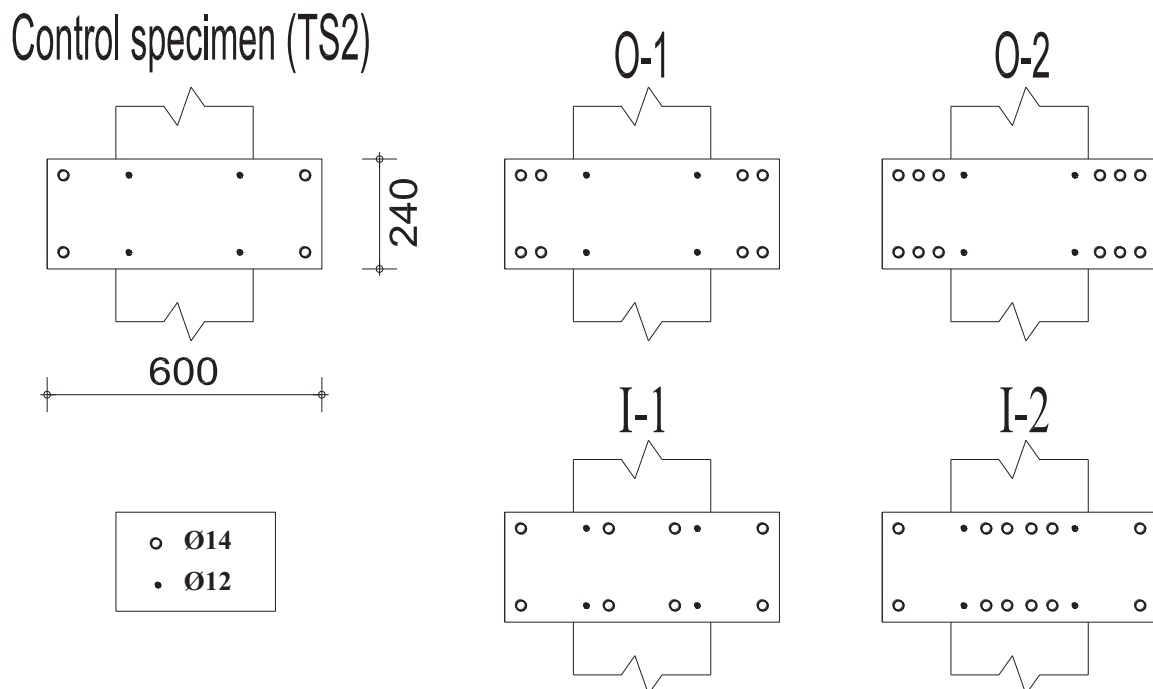 Control specimen (TS2)
O-1
O-2
240
600
I-1
I-2
Ø14
Ø12